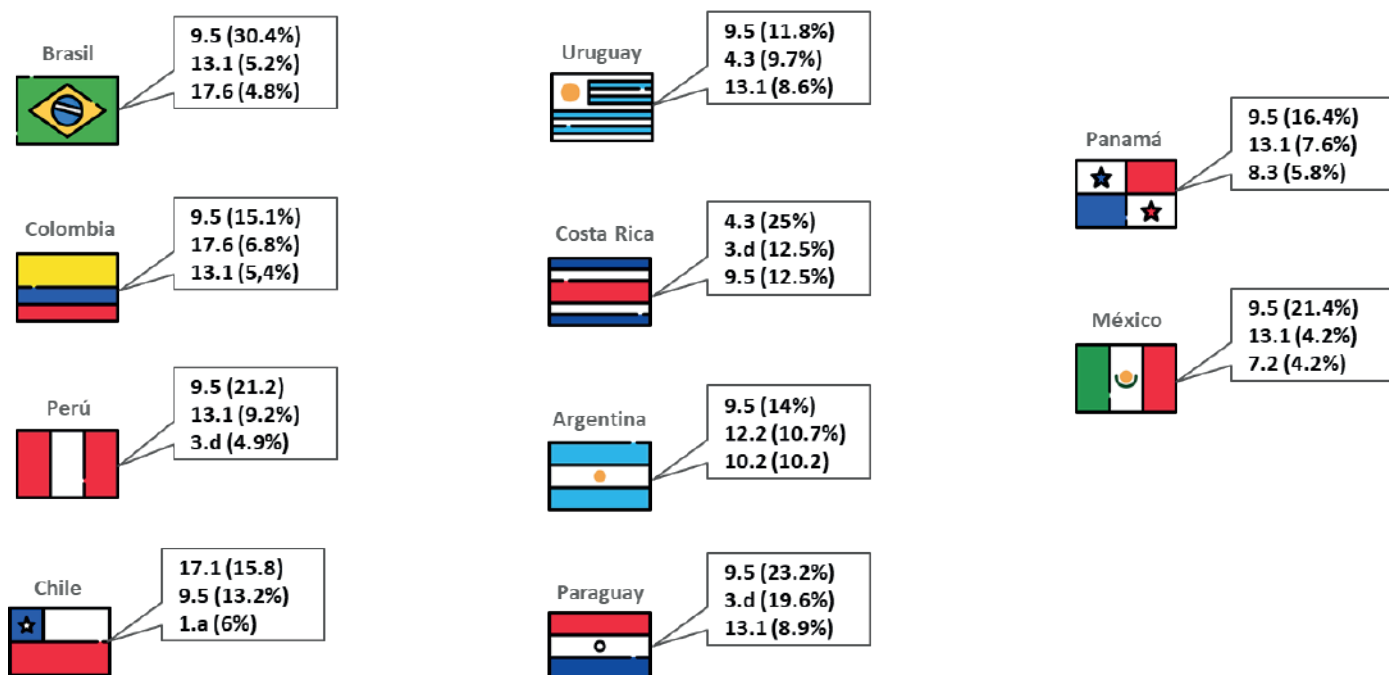 Brasil
9.5 (30.4%)
13.1 (5.2%)
17.6 (4.8%)
Colombia
9.5 (15.1%)
17.6 (6.8%)
13.1 (5,4%)
Perú
9.5 (21.2)
13.1 (9.2%)
3.d (4.9%)
Chile
17.1 (15.8)
9.5 (13.2%)
1.a (6%)
Uruguay
9.5 (11.8%)
4.3 (9.7%)
13.1 (8.6%)
Costa Rica
4.3 (25%)
3.d (12.5%)
9.5 (12.5%)
Argentina
9.5 (14%)
12.2 (10.7%)
10.2 (10.2)
Paraguay
9.5 (23.2%)
3.d (19.6%)
13.1 (8.9%)
Panamá
9.5 (16.4%)
13.1 (7.6%)
8.3 (5.8%)
México
9.5 (21.4%)
13.1 (4.2%)
7.2 (4.2%)